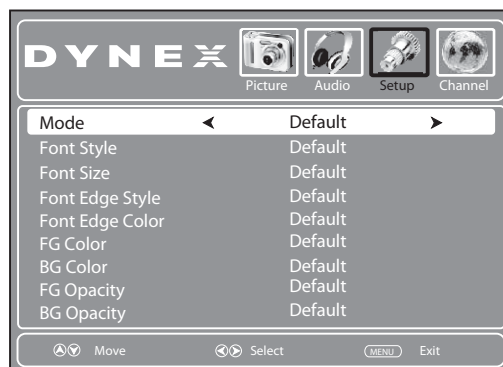 DYNEX
Picture Audio Setup Channel
Mode Default
Font Style Default
Font Size Default
Font Edge Style Default
Font Edge Color Default
FG Color Default
BG Color Default
FG Opacity Default
BG Opacity Default
Move Select MENU Exit